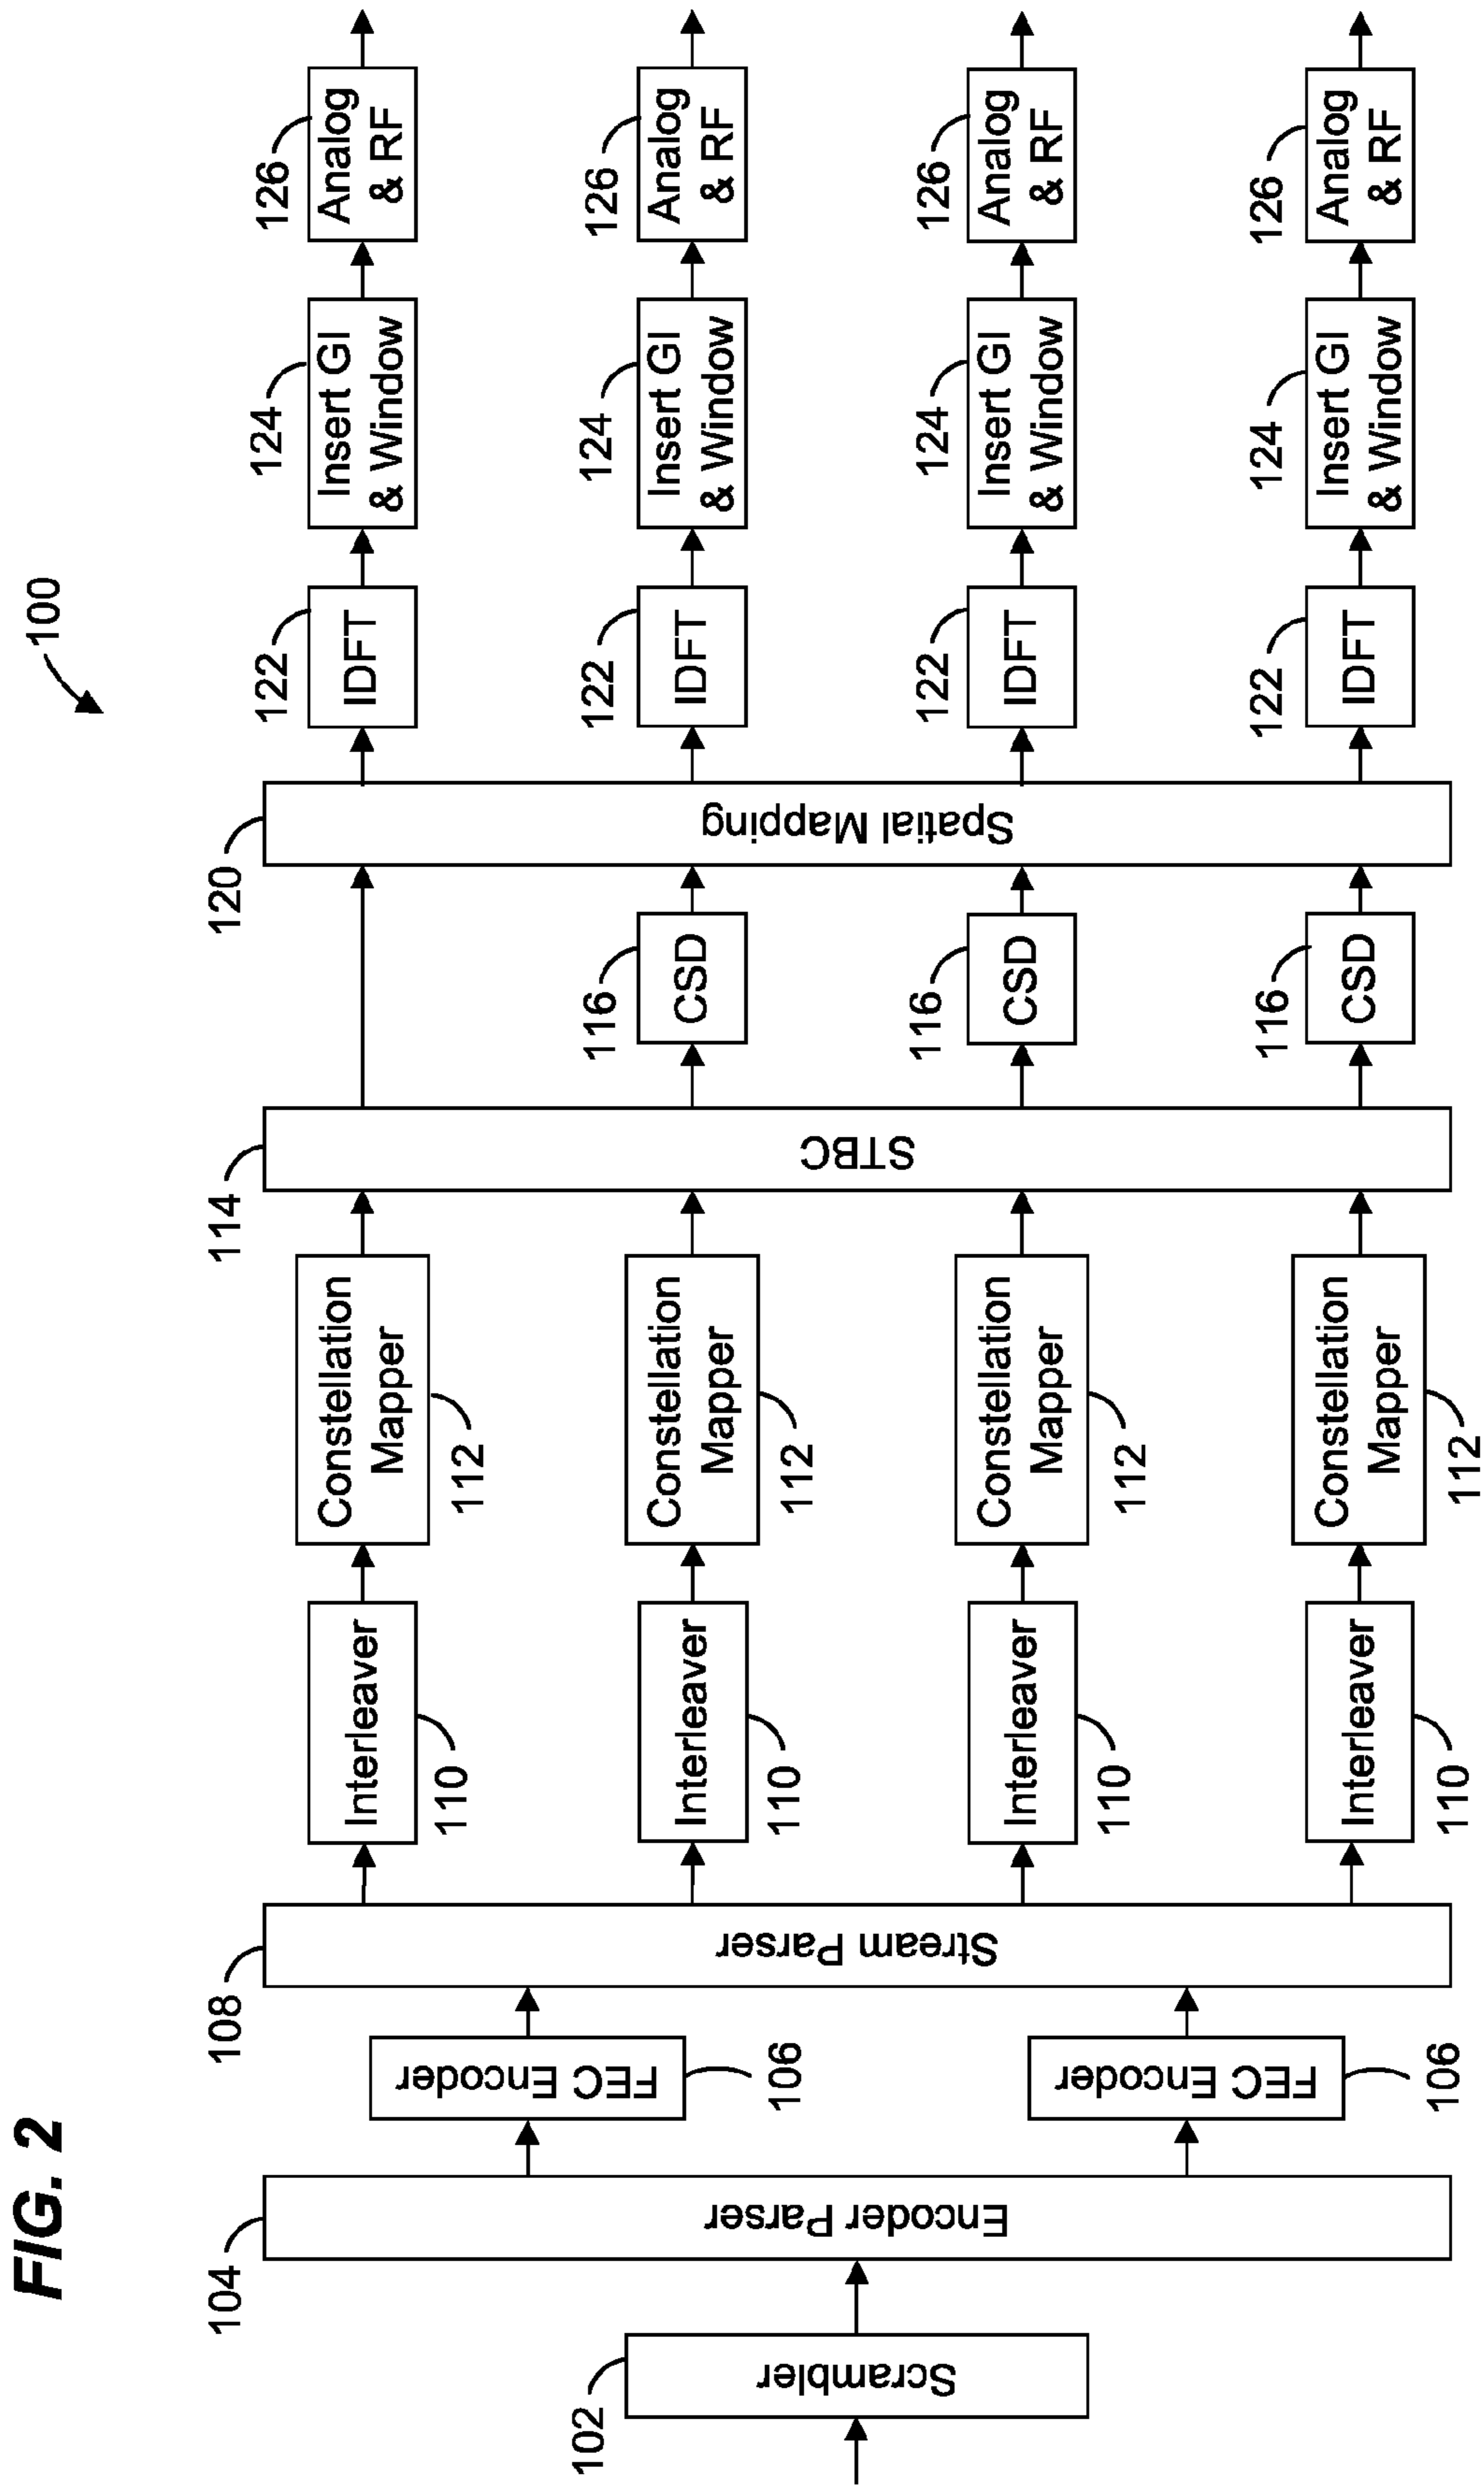 FIG. 2
100
102
Scrambler
104
Encoder Parser
FEC Encoder
106
FEC Encoder
106
108
Stream Parser
Interleaver
110
Interleaver
110
Interleaver
110
Interleaver
110
Constellation
Mapper
112
Constellation
Mapper
112
Constellation
Mapper
112
Constellation
Mapper
112
114
STBC
116
CSD
116
CSD
116
CSD
120
Spatial Mapping
122
IDFT
122
IDFT
122
IDFT
122
IDFT
124
Insert GI
& Window
124
Insert GI
& Window
124
Insert GI
& Window
124
Insert GI
& Window
126
Analog
& RF
126
Analog
& RF
126
Analog
& RF
126
Analog
& RF